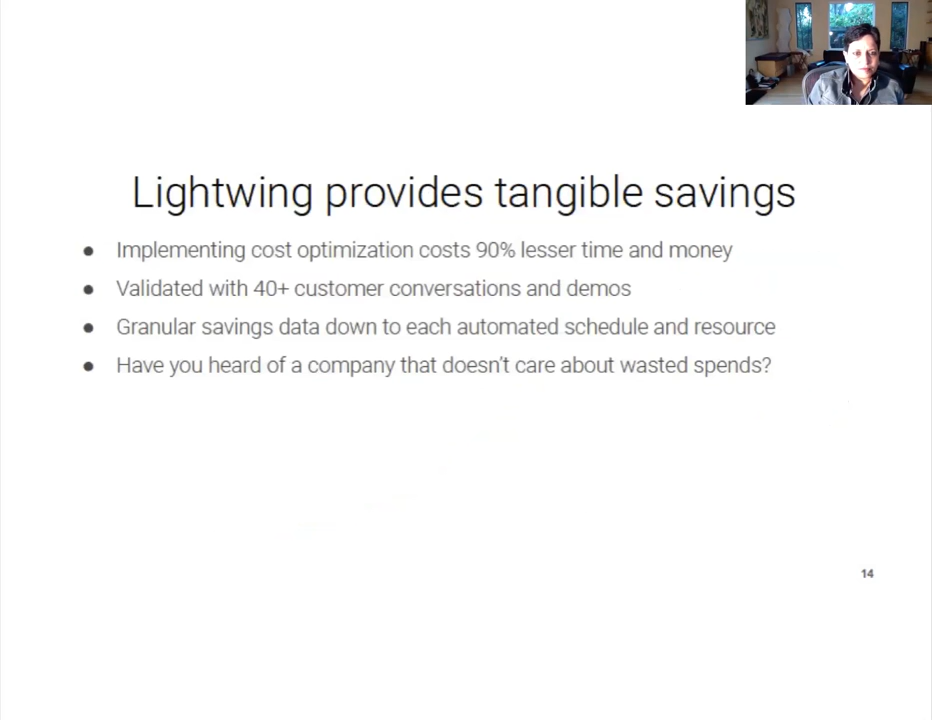 Lightwing provides tangible savings
● Implementing cost optimization costs 90% lesser time and money
● Validated with 40+ customer conversations and demos
● Granular savings data down to each automated schedule and resource
● Have you heard of a company that doesn't care about wasted spends?
14